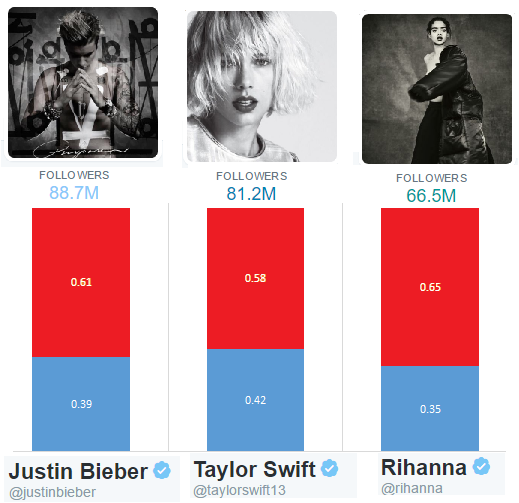 FOLLOWERS
88.7M
FOLLOWERS
81.2M
FOLLOWERS
66.5M
0.61
0.58
0.65
0.39
0.42
0.35
Justin Bieber
@justinbieber
Taylor Swift
@taylorswift13
Rihanna
@rihanna